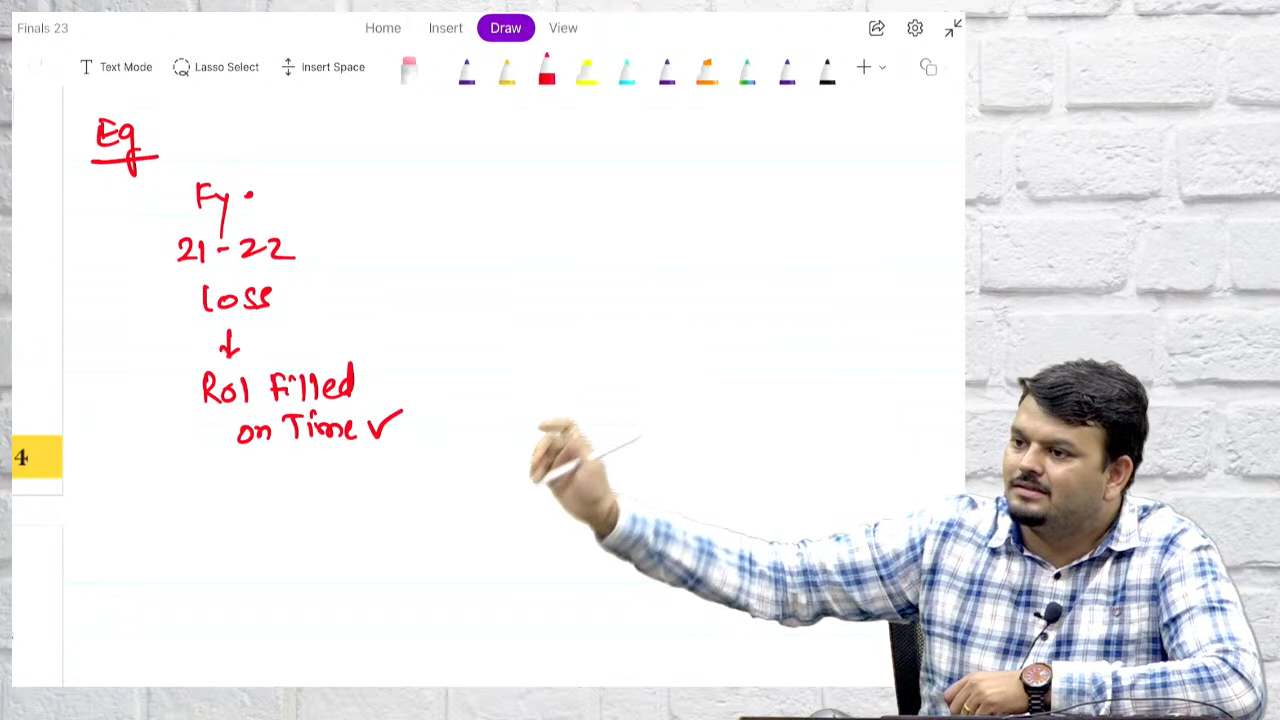 Finals 23
Home Insert Draw View
Text Mode Lasso Select Insert Space
Eg
Fy.
21-22
Loss
RoI Filled
on Time ✓
4